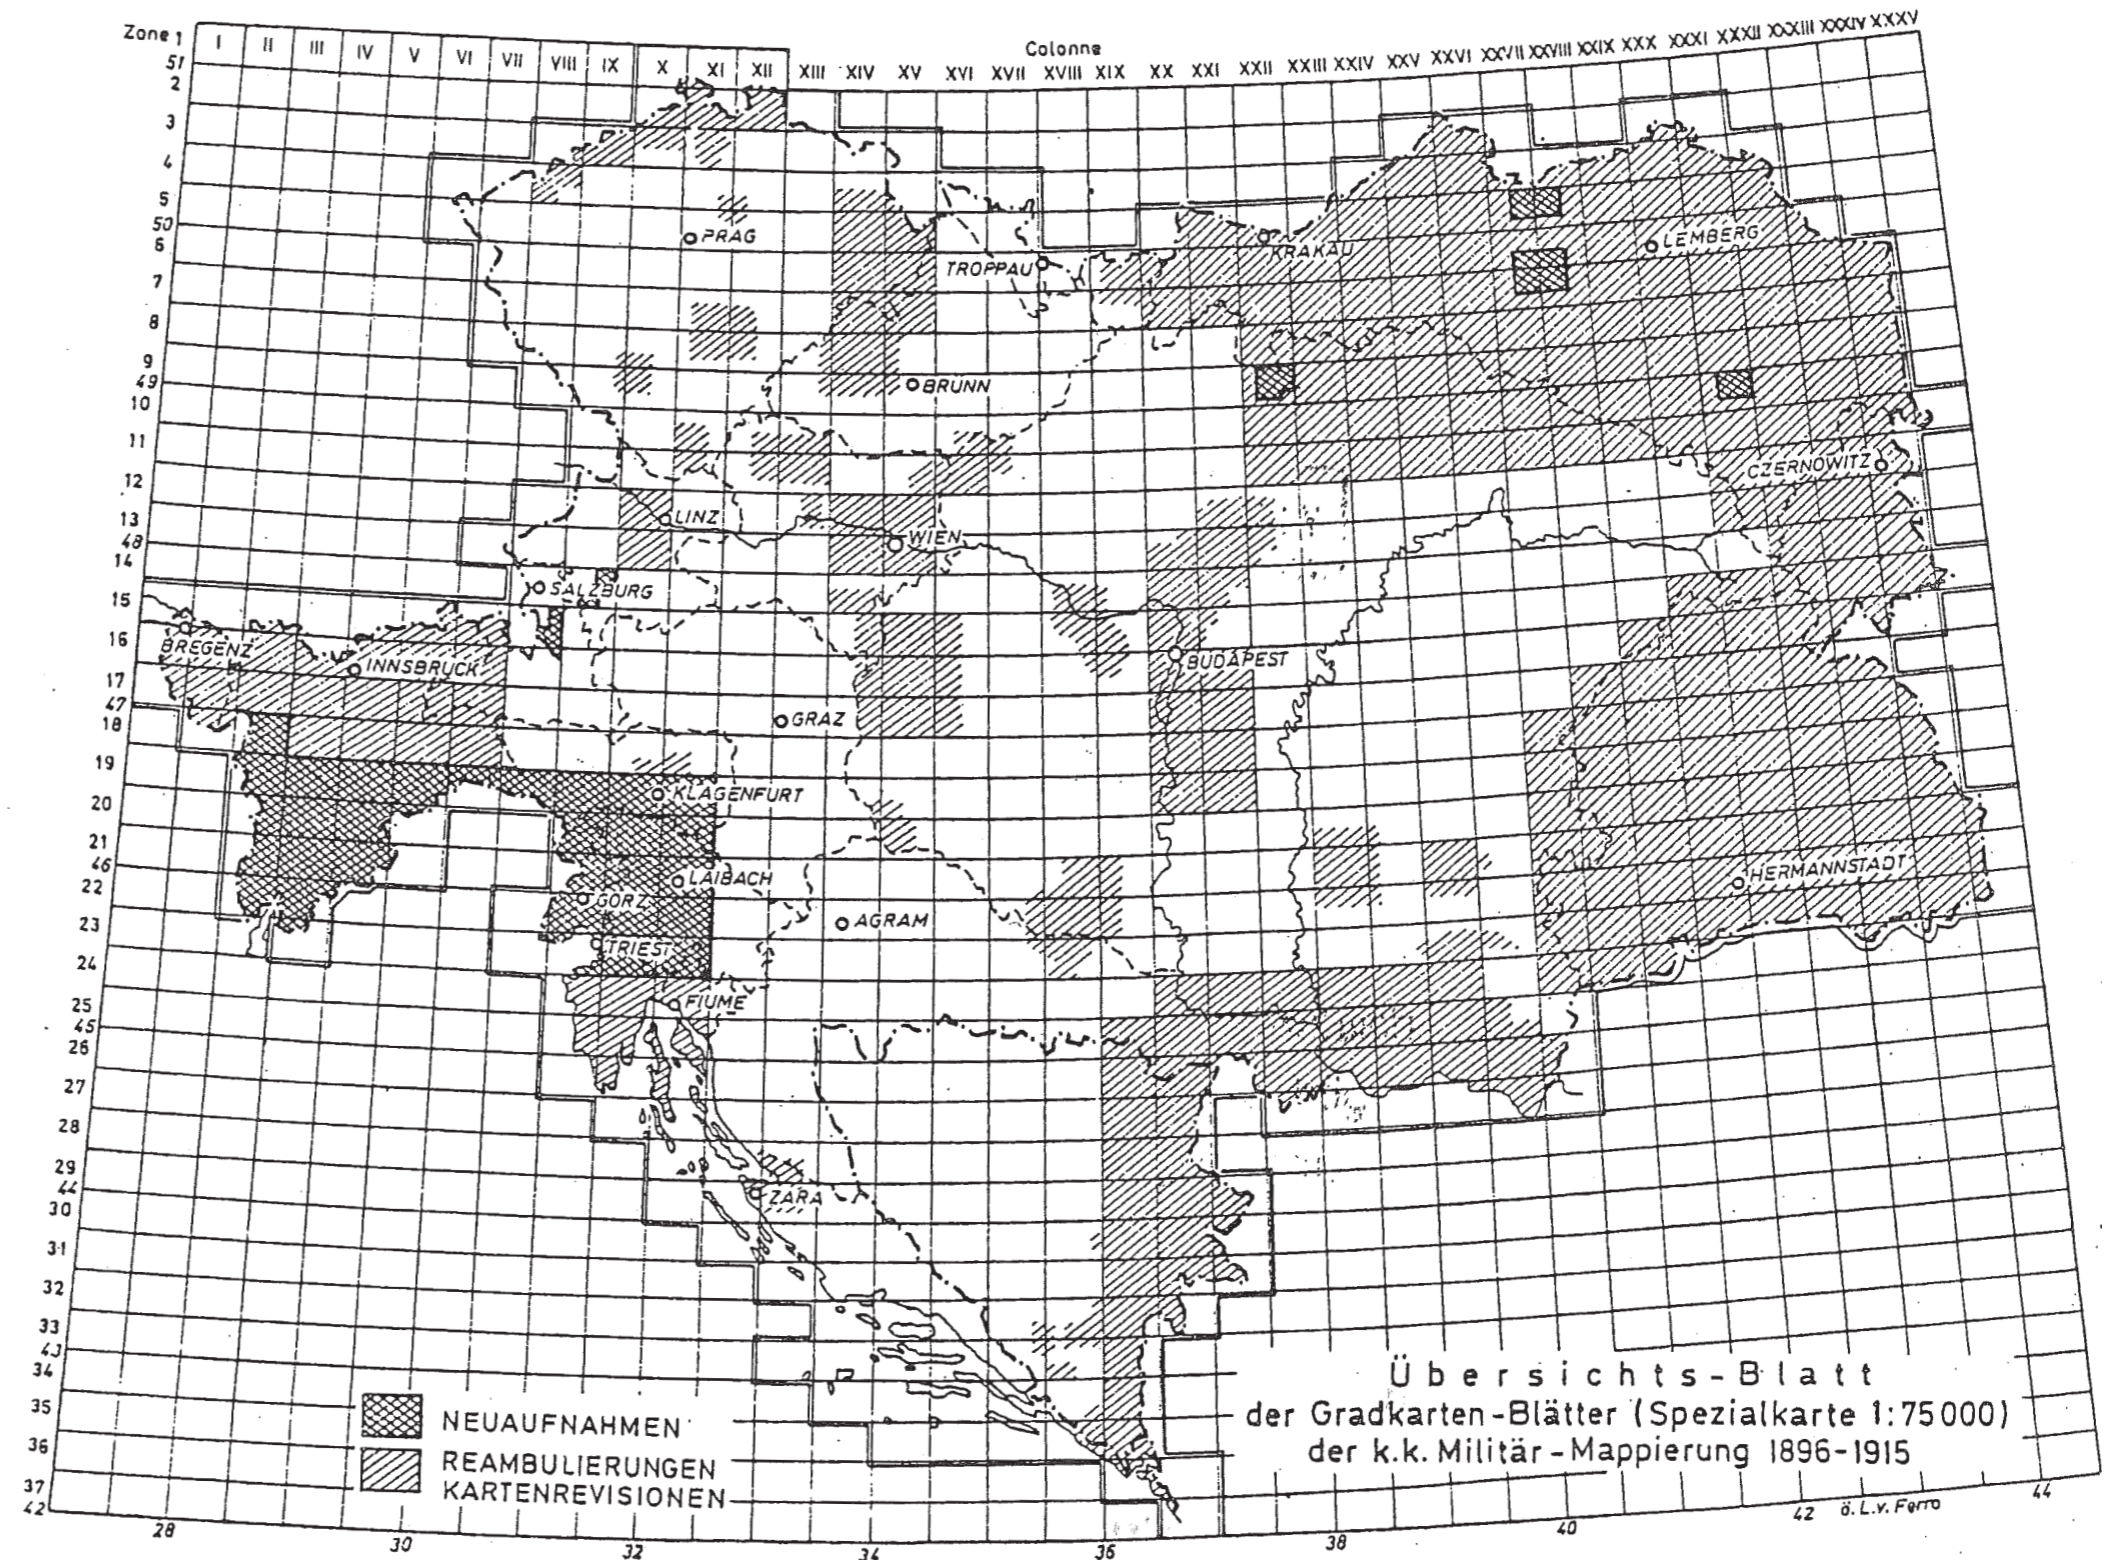 Zone 1
Colonne
I II III IV V VI VII VIII IX X XI XII XIII XIV XV XVI XVII XVIII XIX XX XXI XXII XXIII XXIV XXV XXVI XXVII XXVIII XXIX XXX XXXI XXXII XXXIII XXXIV XXXV
51
2
3
4
5
50
6
7
8
9
49
10
11
12
13
48
14
15
16
17
47
18
19
20
21
46
22
23
24
25
45
26
27
28
29
44
30
31
32
33
43
34
35
36
37
42
PRAG
TROPPAU
KRAKAU
LEMBERG
BRÜNN
CZERNOWITZ
LINZ
WIEN
SALZBURG
BREGENZ
INNSBRUCK
BUDAPEST
GRAZ
KLAGENFURT
LAIBACH
HERMANNSTADT
GÖRZ
AGRAM
TRIEST
FIUME
ZARA
NEUAUFNAHMEN
REAMBULIERUNGEN
KARTENREVISIONEN
Übersichts-Blatt
der Gradkarten-Blätter (Spezialkarte 1:75000)
der k.k. Militär-Mappierung 1896-1915
28 30 32 34 36 38 40 42 ö.L.v. Ferro 44